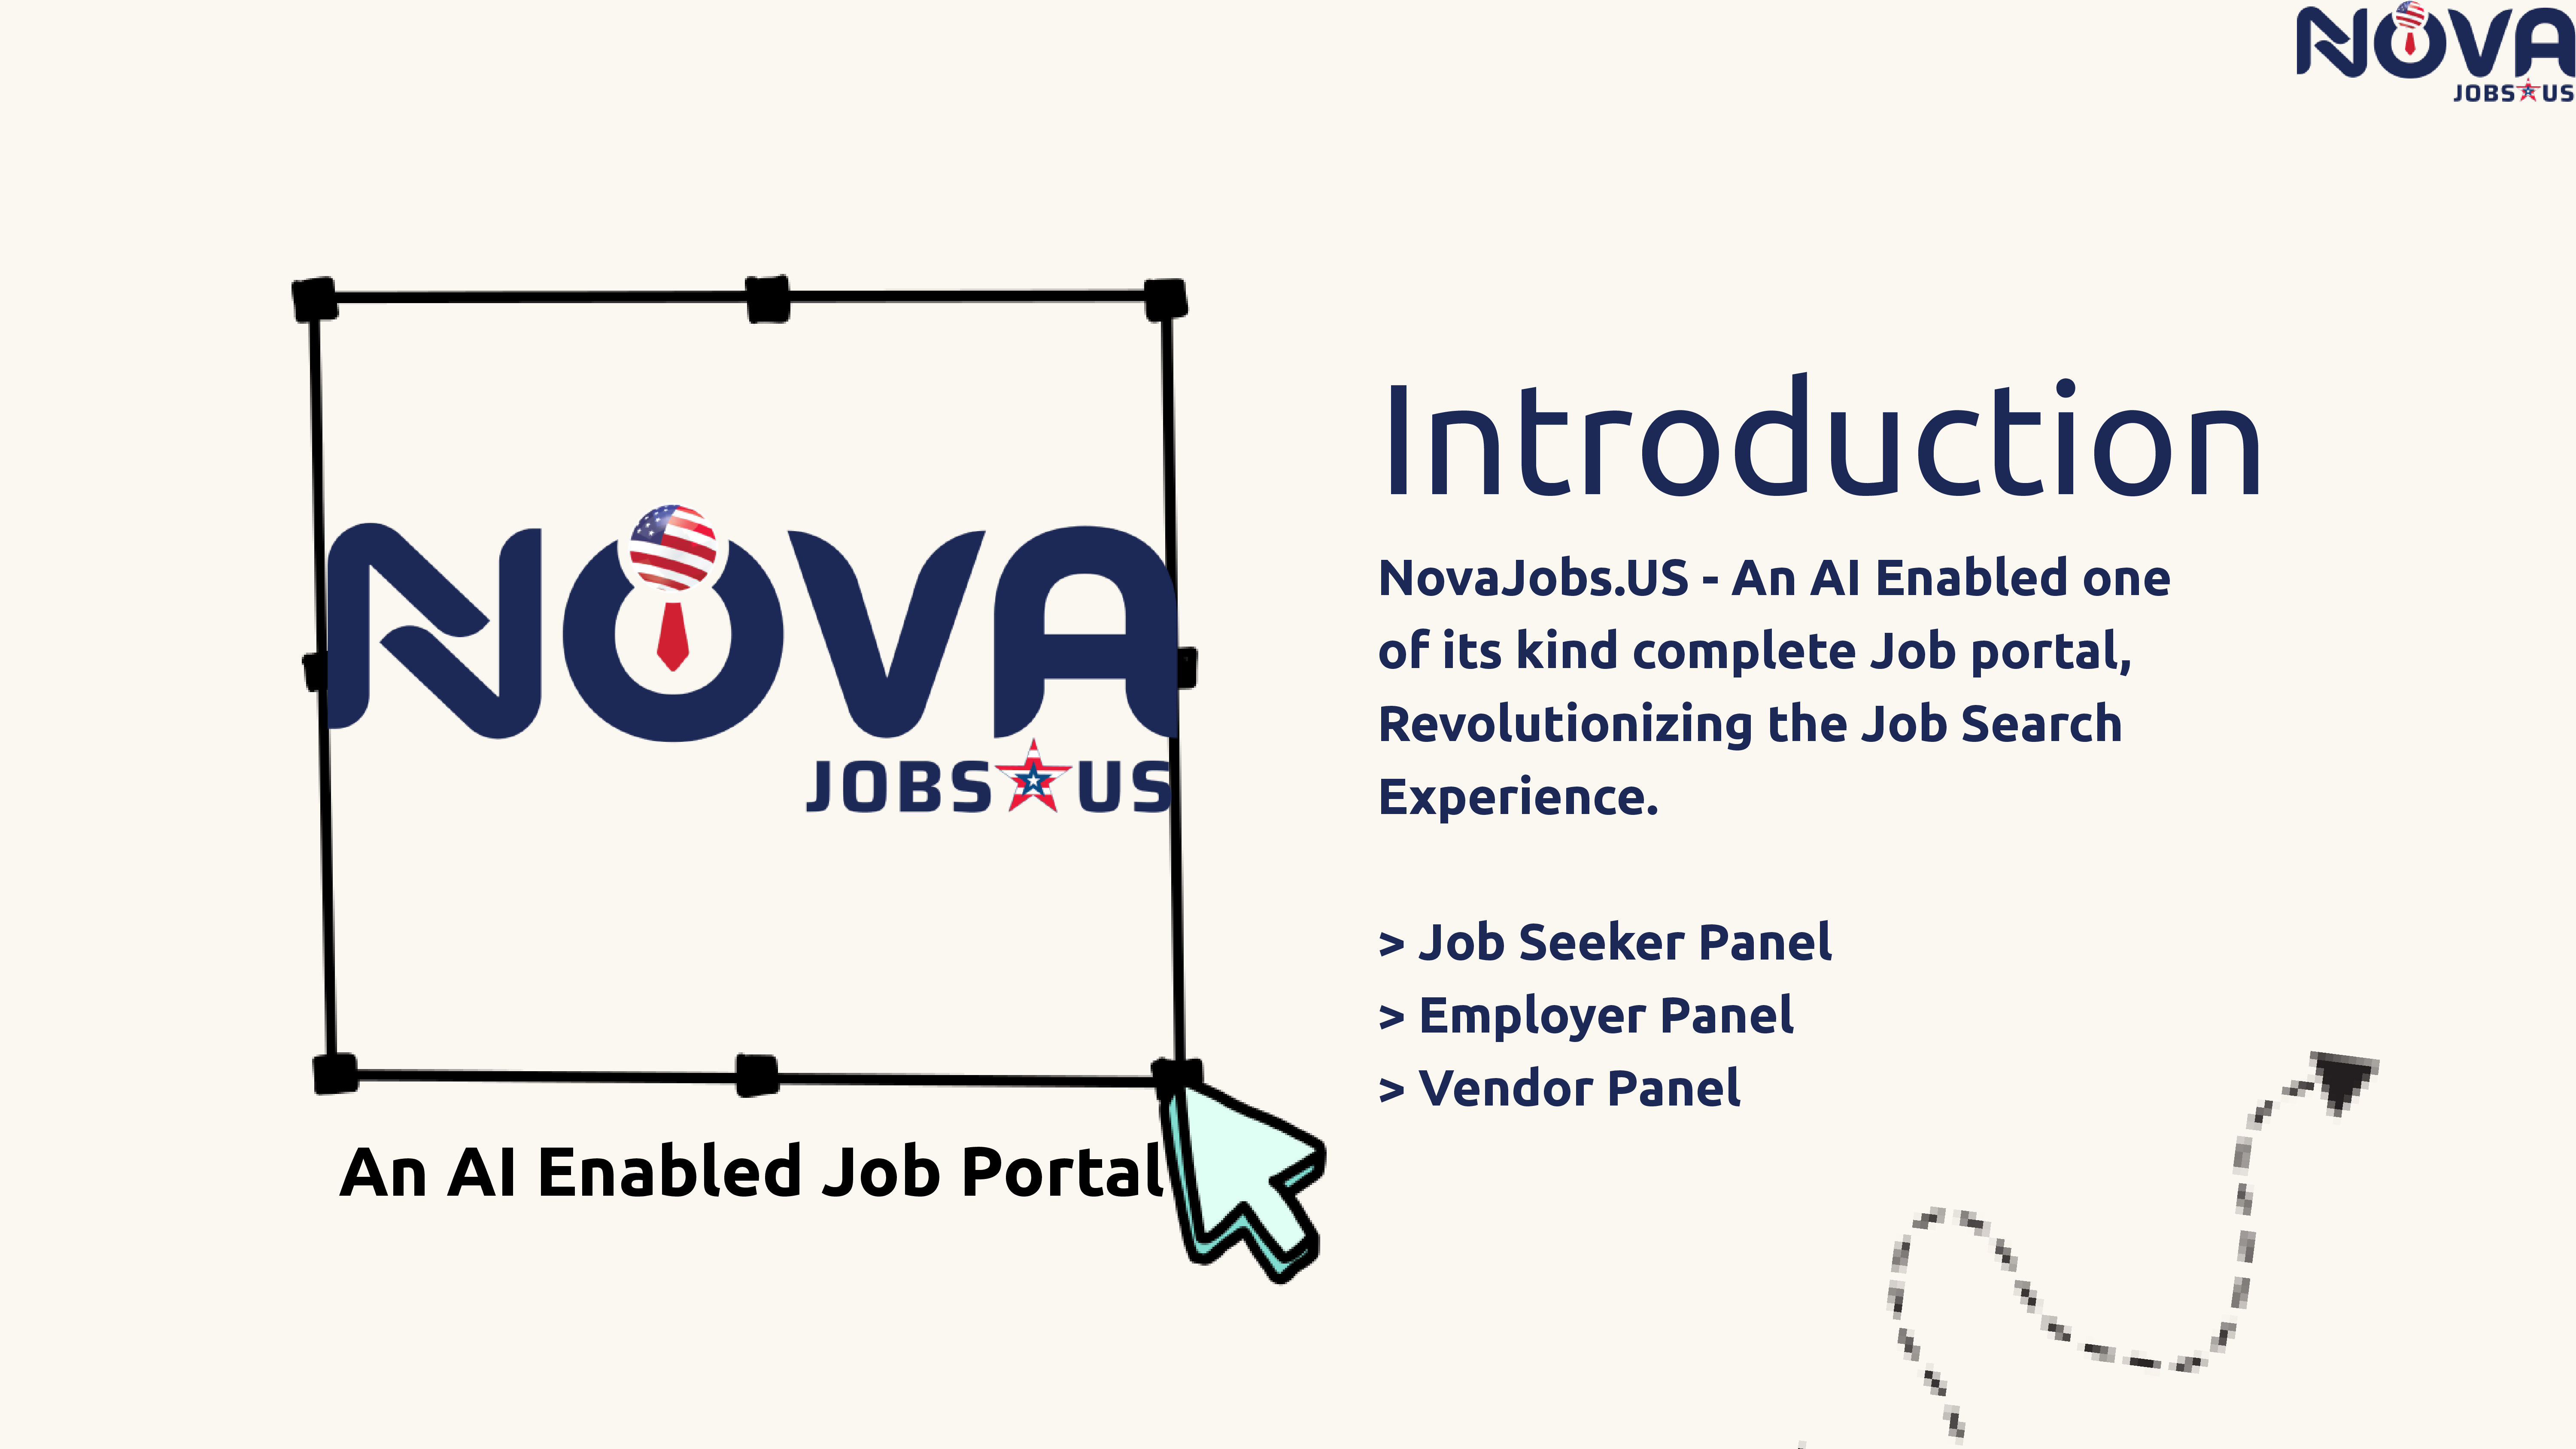 NOVA
JOBS US
NOVA
JOBS US
An AI Enabled Job Portal
Introduction
NovaJobs.US - An AI Enabled one
of its kind complete Job portal,
Revolutionizing the Job Search
Experience.
> Job Seeker Panel
> Employer Panel
> Vendor Panel